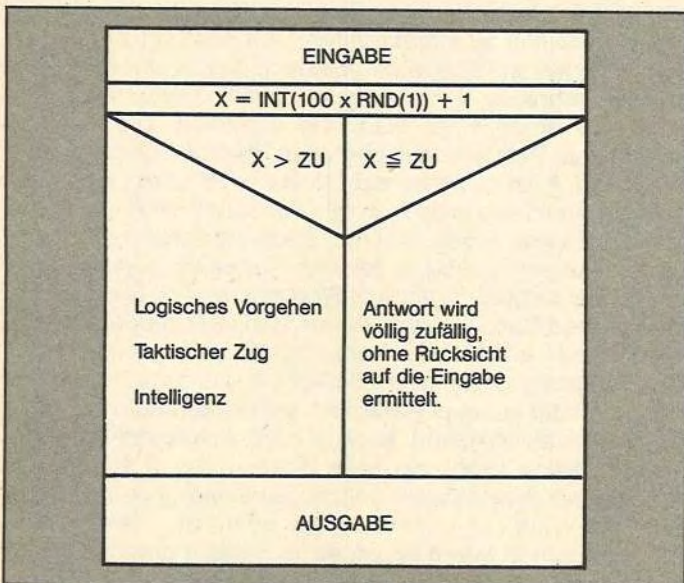 EINGABE
X = INT(100 x RND(1)) + 1
X > ZU
X ≦ ZU
Logisches Vorgehen
Taktischer Zug
Intelligenz
Antwort wird
völlig zufällig,
ohne Rücksicht
auf die Eingabe
ermittelt.
AUSGABE